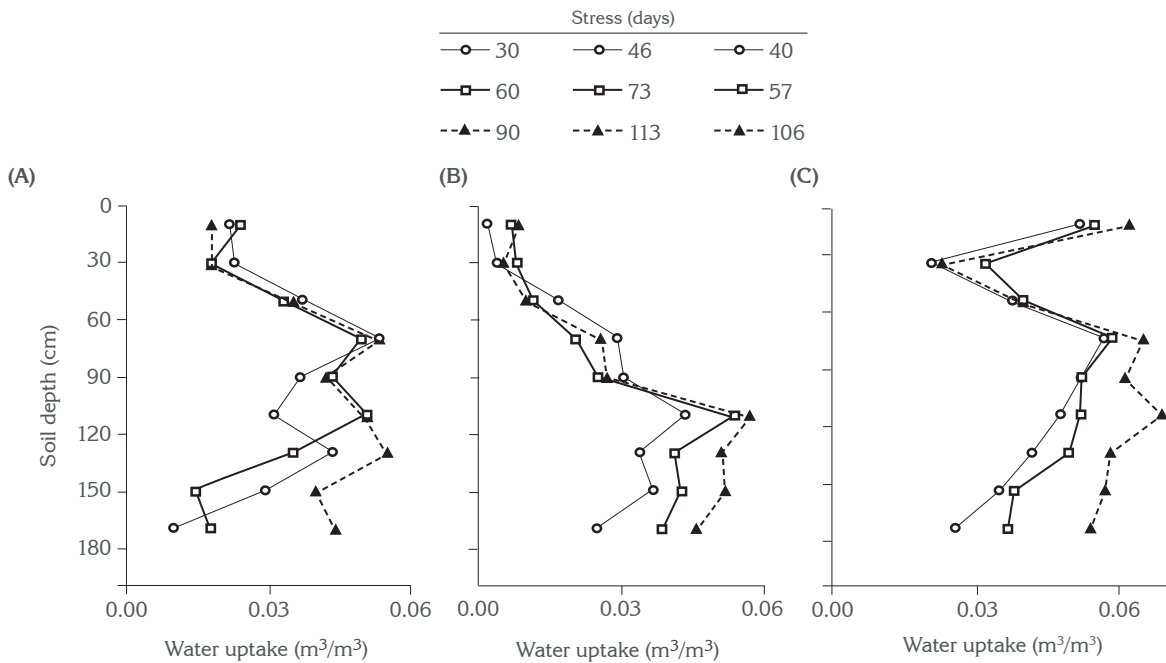 Stress (days)
30 46 40
60 73 57
90 113 106
(A) (B) (C)
0
30
60
90
120
150
180
Soil depth (cm)
0.00 0.03 0.06 0.00 0.03 0.06 0.00 0.03 0.06
Water uptake (m³/m³) Water uptake (m³/m³) Water uptake (m³/m³)